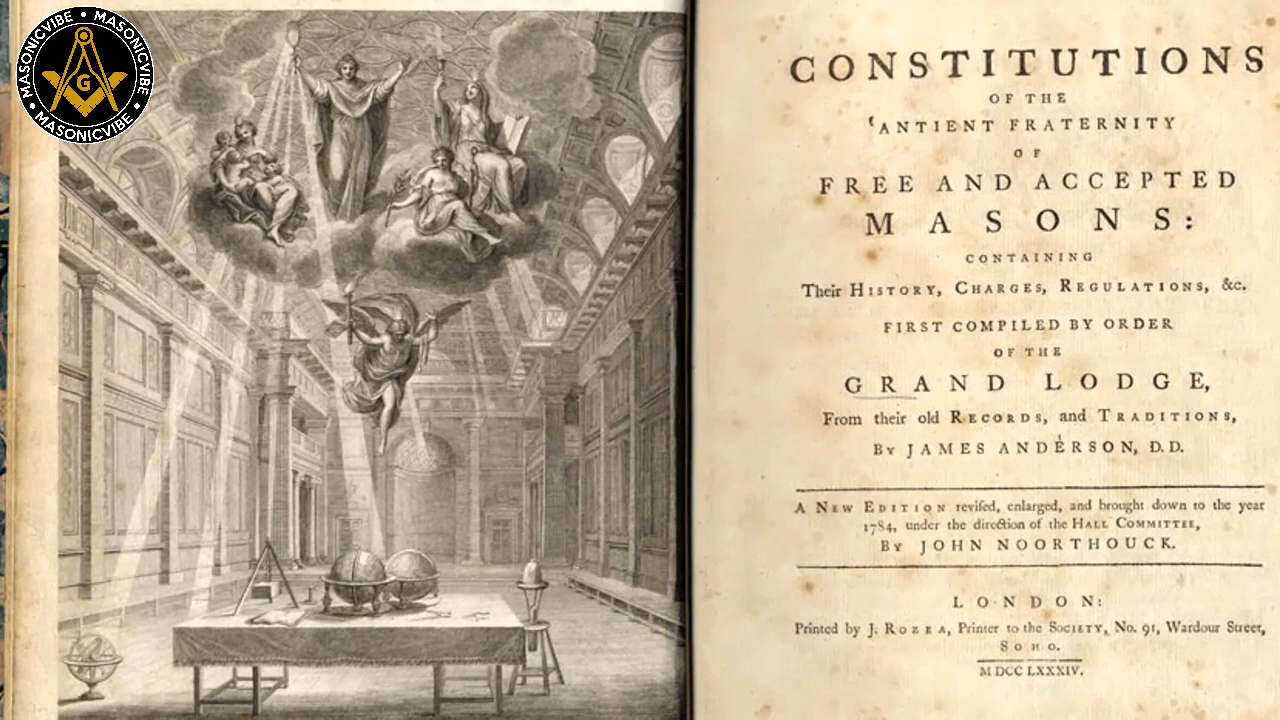 MASONICVIBE • MASONICVIBE • MASONICVIBE •
G
CONSTITUTIONS
OF THE
'ANTIENT FRATERNITY
OF
FREE AND ACCEPTED
MASONS:
CONTAINING
Their HISTORY, CHARGES, REGULATIONS, &c.
FIRST COMPILED BY ORDER
OF THE
GRAND LODGE,
From their old RECORDS, and TRADITIONS,
BY JAMES ANDERSON, D.D.
A NEW EDITION reviſed, enlarged, and brought down to the year
1784, under the direction of the HALL COMMITTEE,
BY JOHN NOORTHOUCK.
LONDON:
Printed by J. ROZEA, Printer to the SOCIETY, No. 91, Wardour Street,
SOHO.
M DCC LXXXIV.